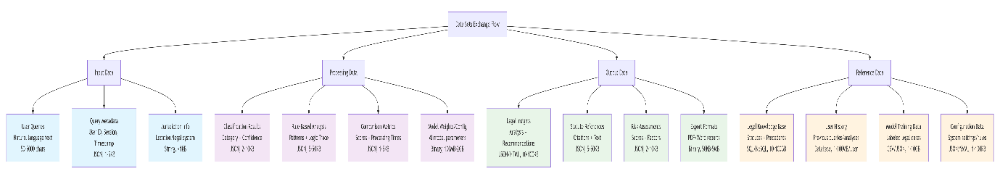 Data Sets Exchange Flow
Input Data
Processing Data
Output Data
Reference Data
User Queries
Natural language text
50-5000 chars
Query Metadata
User ID, Session,
Timestamp
JSON, 1-5KB
Jurisdiction Info
Location/legal system
String, <1KB
Classification Results
Category + Confidence
JSON, 2-10KB
Rule-Based Analysis
Patterns + Logic Trace
JSON, 5-50KB
Comparison Metrics
Scores + Processing Times
JSON, 1-5KB
Model Weights/Config
AI model parameters
Binary, 100MB-2GB
Legal Insights
Analysis +
Recommendations
JSON/HTML, 10-100KB
Statute References
Citations + Text
JSON, 5-50KB
Risk Assessments
Scores + Factors
JSON, 2-10KB
Export Formats
PDF/Word reports
Binary, 50KB-5MB
Legal Knowledge Base
Statutes + Precedents
SQL/NoSQL, 10-100GB
User History
Previous queries/analyses
Database, 1-100MB/user
Model Training Data
Labeled legal cases
CSV/JSON, 1-10GB
Configuration Data
System settings/rules
JSON/YAML, 1-100KB